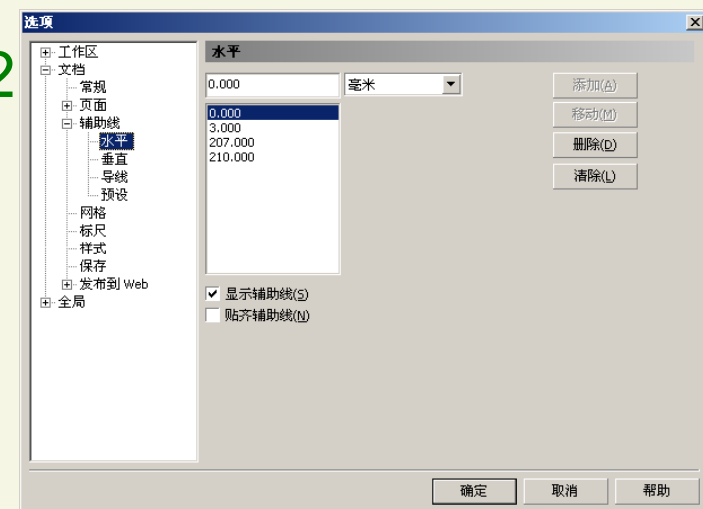 选项
2
工作区
文档
常规
页面
辅助线
水平
垂直
导线
预设
网格
标尺
样式
保存
发布到 Web
全局
水平
0.000 毫米
0.000
3.000
207.000
210.000
添加(A)
移动(M)
删除(D)
清除(L)
显示辅助线(S)
贴齐辅助线(N)
确定 取消 帮助